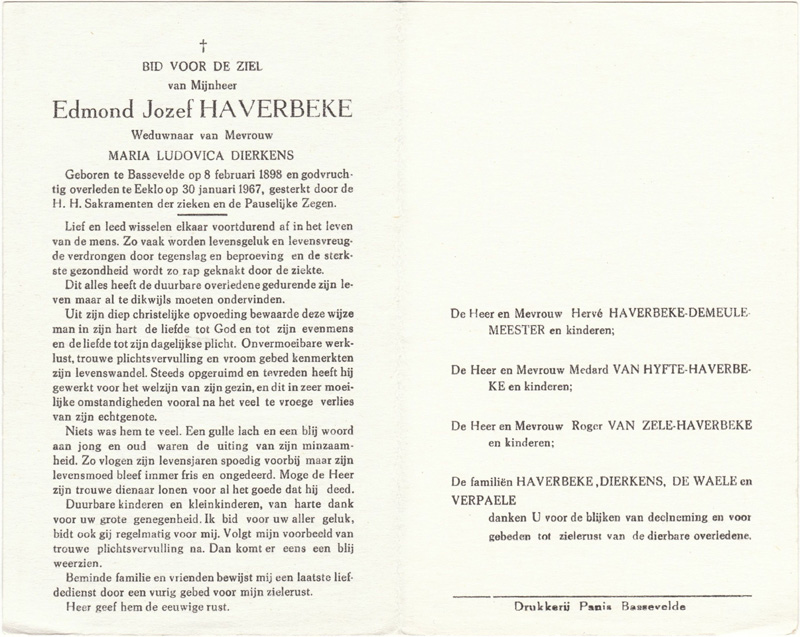 BID VOOR DE ZIEL
van Mijnheer
Edmond Jozef HAVERBEKE
Weduwnaar van Mevrouw
MARIA LUDOVICA DIERKENS
Geboren te Bassevelde op 8 februari 1898 en godvruch-
tig overleden te Eeklo op 30 januari 1967, gesterkt door de
H. H. Sakramenten der zieken en de Pauselijke Zegen.
Lief en leed wisselen elkaar voortdurend af in het leven
van de mens. Zo vaak worden levensgeluk en levensvreug-
de verdrongen door tegenslag en beproeving en de sterk-
ste gezondheid wordt zo rap geknakt door de ziekte.
Dit alles heeft de duurbare overledene gedurende zijn le-
ven maar al te dikwijls moeten ondervinden.
Uit zijn diep christelijke opvoeding bewaarde deze wijze
man in zijn hart de liefde tot God en tot zijn evenmens
en de liefde tot zijn dagelijkse plicht. Onvermoeibare werk-
lust, trouwe plichtsvervulling en vroom gebed kenmerkten
zijn levenswandel. Steeds opgeruimd en tevreden heeft hij
gewerkt voor het welzijn van zijn gezin, en dit in zeer moei-
lijke omstandigheden vooral na het veel te vroege verlies
van zijn echtgenote.
Niets was hem te veel. Een gulle lach en een blij woord
aan jong en oud waren de uiting van zijn minzaam-
heid. Zo vlogen zijn levensjaren spoedig voorbij maar zijn
levensmoed bleef immer fris en ongedeerd. Moge de Heer
zijn trouwe dienaar lonen voor al het goede dat hij deed.
Duurbare kinderen en kleinkinderen, van harte dank
voor uw grote genegenheid. Ik bid voor uw aller geluk,
bidt ook gij regelmatig voor mij. Volgt mijn voorbeeld van
trouwe plichtsvervulling na. Dan komt er eens een blij
weerzien.
Beminde familie en vrienden bewijst mij een laatste lief-
dedienst door een vurig gebed voor mijn zielerust.
Heer geef hem de eeuwige rust.
De Heer en Mevrouw Hervé HAVERBEKE-DEMEULE-
MEESTER en kinderen;
De Heer en Mevrouw Medard VAN HYFTE-HAVERBE-
KE en kinderen;
De Heer en Mevrouw Roger VAN ZELE-HAVERBEKE
en kinderen;
De familiën HAVERBEKE, DIERKENS, DE WAELE en
VERPAELE
danken U voor de blijken van deelneming en voor
gebeden tot zielerust van de dierbare overledene.
Drukkerij Panis Bassevelde